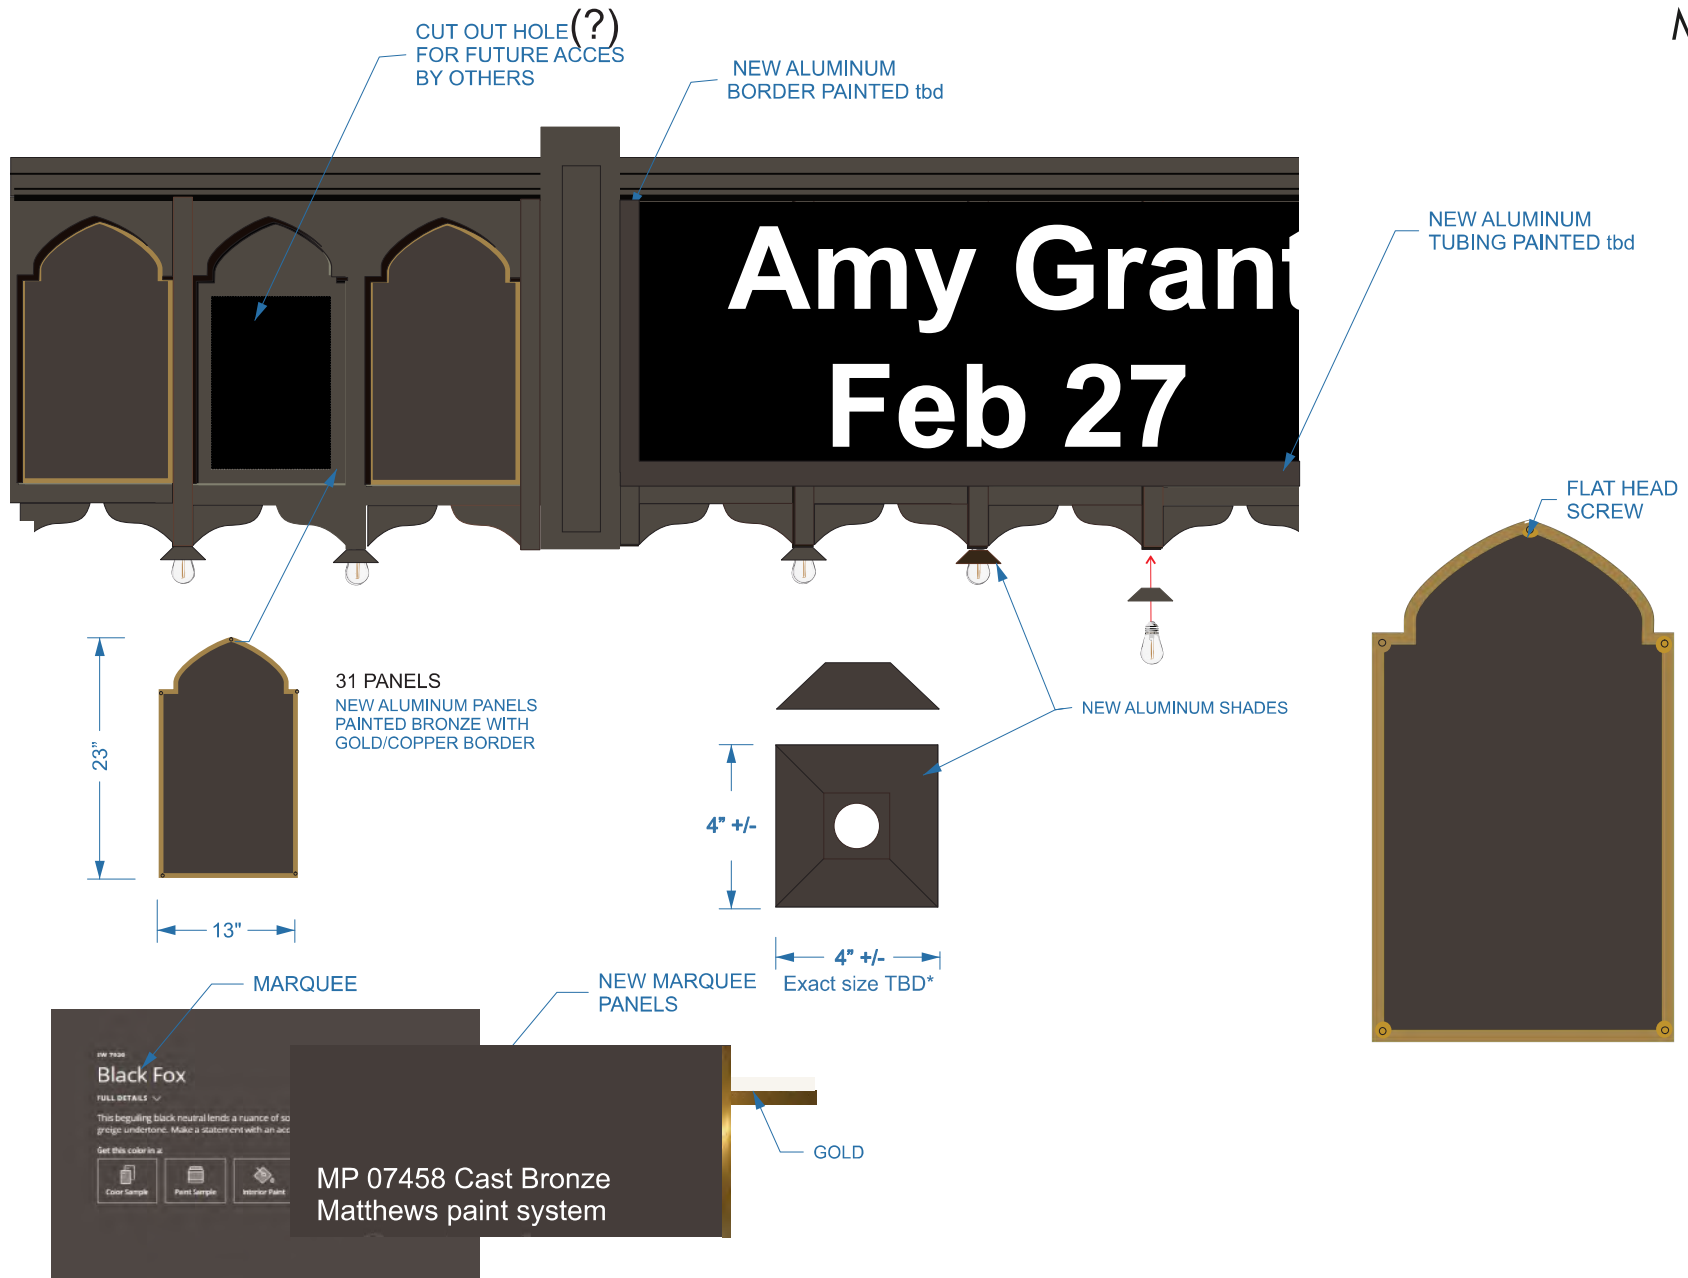 CUT OUT HOLE(?)
FOR FUTURE ACCES
BY OTHERS
NEW ALUMINUM
BORDER PAINTED tbd
Amy Grant
Feb 27
NEW ALUMINUM
TUBING PAINTED tbd
FLAT HEAD
SCREW
23”
13"
31 PANELS
NEW ALUMINUM PANELS
PAINTED BRONZE WITH
GOLD/COPPER BORDER
NEW ALUMINUM SHADES
4” +/-
4” +/-
Exact size TBD*
MARQUEE
NEW MARQUEE
PANELS
Black Fox
FULL DETAILS
This beguiling black neutral lends a nuance of so
greige undertone. Make a statement with an acc
Get this color in a:
Color Sample
Paint Sample
Interior Paint
MP 07458 Cast Bronze
Matthews paint system
GOLD